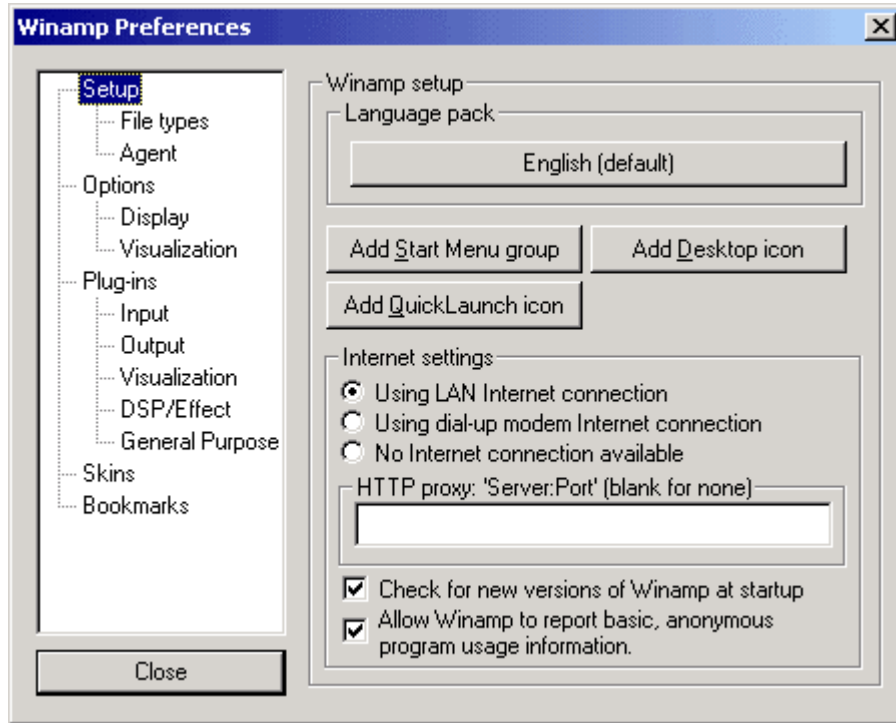 Winamp Preferences
Setup
File types
Agent
Options
Display
Visualization
Plug-ins
Input
Output
Visualization
DSP/Effect
General Purpose
Skins
Bookmarks
Close
Winamp setup
Language pack
English (default)
Add Start Menu group
Add Desktop icon
Add QuickLaunch icon
Internet settings
Using LAN Internet connection
Using dial-up modem Internet connection
No Internet connection available
HTTP proxy: 'Server:Port' (blank for none)
Check for new versions of Winamp at startup
Allow Winamp to report basic, anonymous
program usage information.